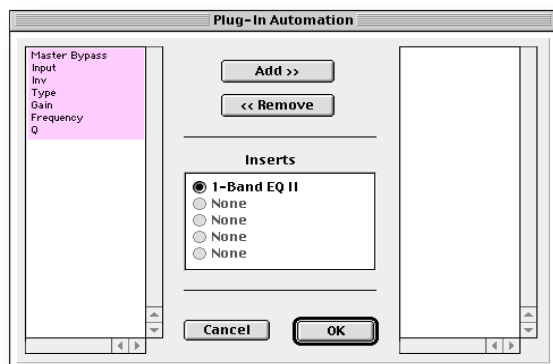 Plug-In Automation
Master Bypass
Input
Inv
Type
Gain
Frequency
Q
Add >>
<< Remove
Inserts
1-Band EQ II
None
None
None
None
Cancel
OK